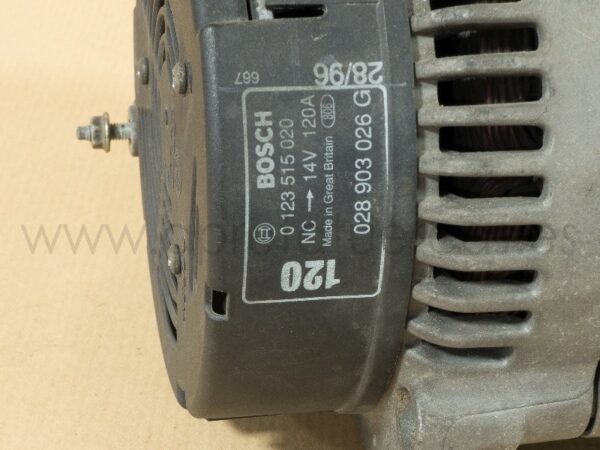 BOSCH
0 123 515 020
NC → 14V 120A
Made in Great Britain 806
028 903 026 G
120
28/96
667